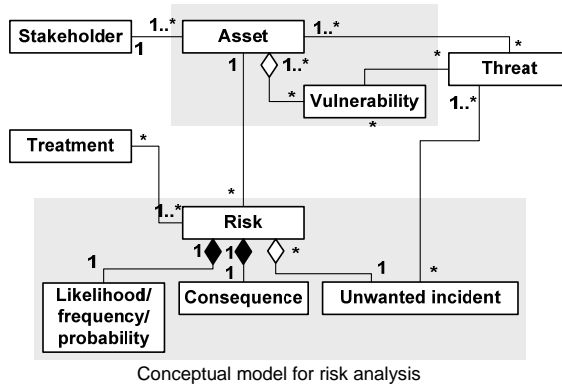 Stakeholder
1
1..*
Asset
1..*
*
Threat
1
1..*
*
*
Vulnerability
*
1..*
Treatment
*
*
1..*
Risk
1
1
*
1
1
1
*
Likelihood/
frequency/
probability
Consequence
Unwanted incident
Conceptual model for risk analysis